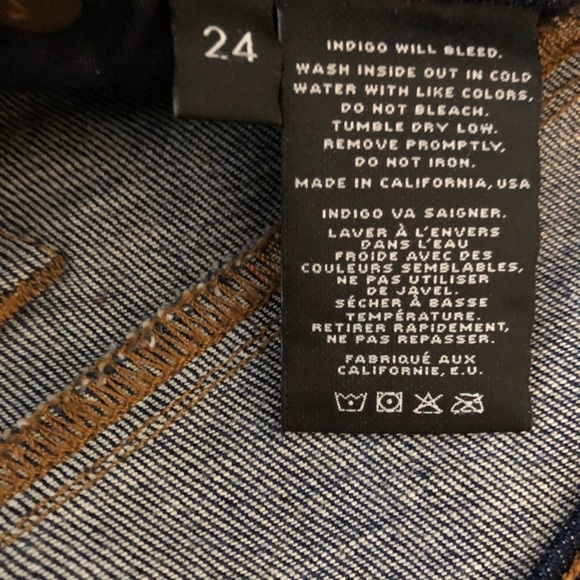 24
INDIGO WILL BLEED.
WASH INSIDE OUT IN COLD
WATER WITH LIKE COLORS,
DO NOT BLEACH.
TUMBLE DRY LOW.
REMOVE PROMPTLY,
DO NOT IRON.
MADE IN CALIFORNIA, USA
INDIGO VA SAIGNER.
LAVER À L'ENVERS
DANS L'EAU
FROIDE AVEC DES
COULEURS SEMBLABLES,
NE PAS UTILISER
DE JAVEL.
SÉCHER À BASSE
TEMPÉRATURE.
RETIRER RAPIDEMENT,
NE PAS REPASSER.
FABRIQUÉ AUX
CALIFORNIE, E.U.